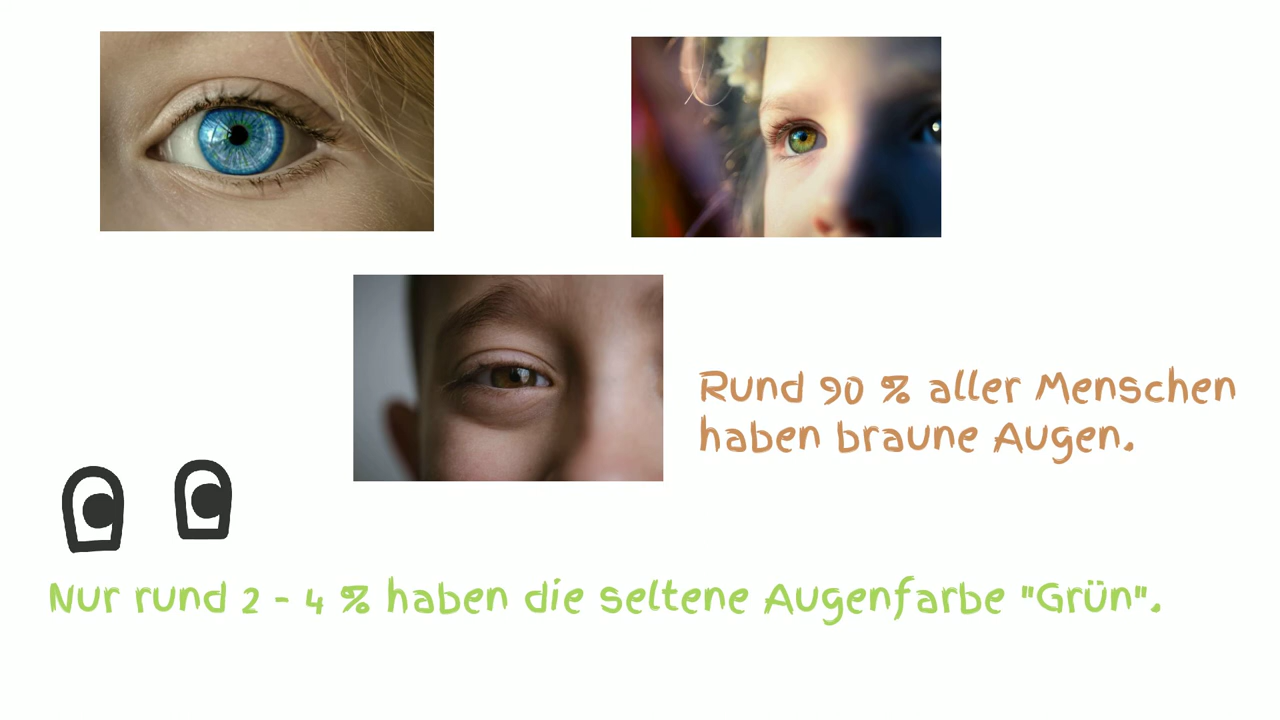 Rund 90 % aller Menschen
haben braune Augen.
Nur rund 2 - 4 % haben die seltene Augenfarbe "Grün".